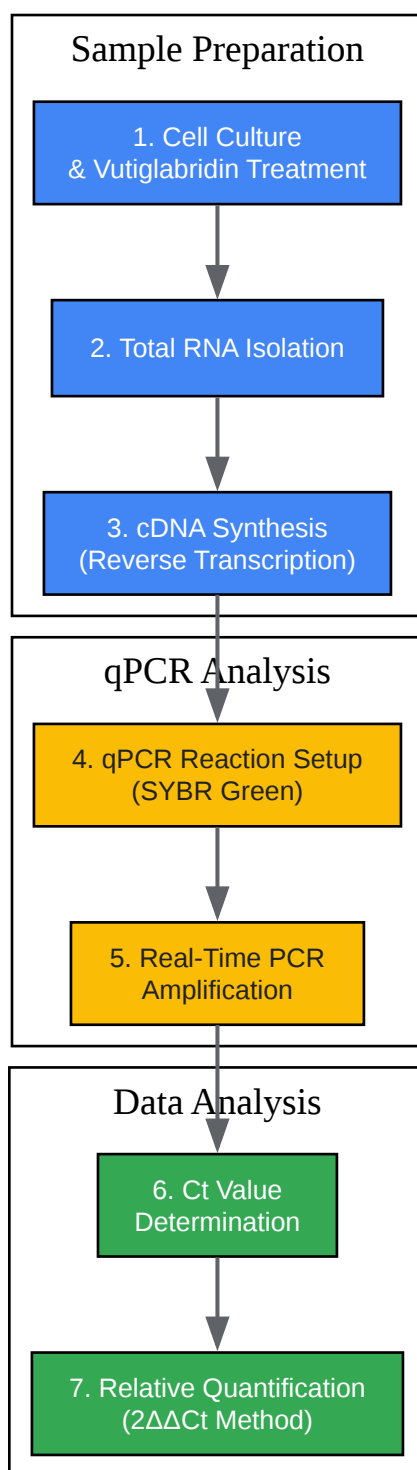 Sample Preparation
1. Cell Culture
& Vutiglabridin Treatment
2. Total RNA Isolation
3. cDNA Synthesis
(Reverse Transcription)
qPCR Analysis
4. qPCR Reaction Setup
(SYBR Green)
5. Real-Time PCR
Amplification
Data Analysis
6. Ct Value
Determination
7. Relative Quantification
(2ΔΔCt Method)